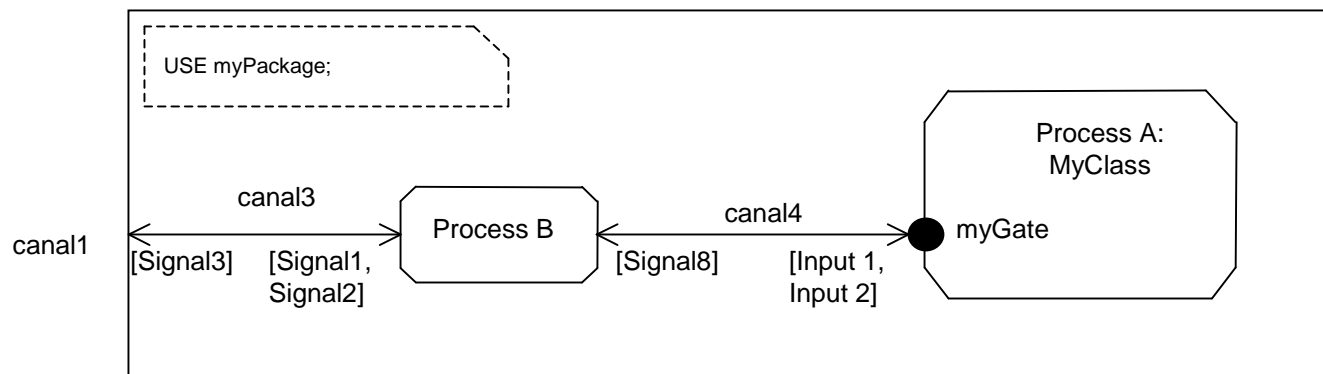 USE myPackage;
Process A:
MyClass
canal3
canal4
Process B
myGate
canal1
[Signal3]
[Signal1,
Signal2]
[Signal8]
[Input 1,
Input 2]